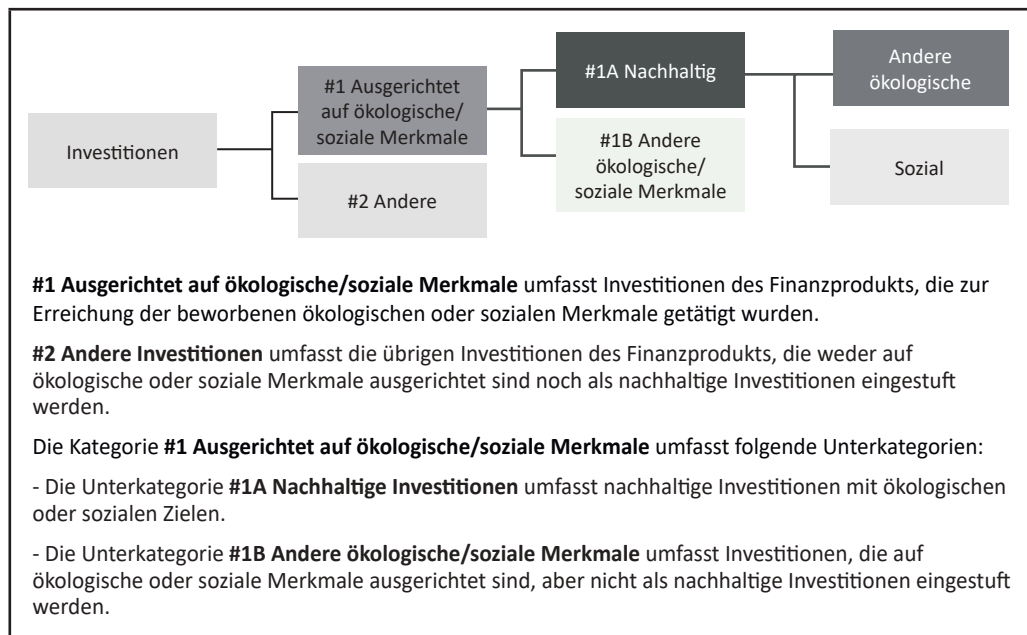 Investitionen
#1 Ausgerichtet
auf ökologische/
soziale Merkmale
#2 Andere
#1A Nachhaltig
#1B Andere
ökologische/
soziale Merkmale
Andere
ökologische
Sozial
#1 Ausgerichtet auf ökologische/soziale Merkmale umfasst Investitionen des Finanzprodukts, die zur
Erreichung der beworbenen ökologischen oder sozialen Merkmale getätigt wurden.
#2 Andere Investitionen umfasst die übrigen Investitionen des Finanzprodukts, die weder auf
ökologische oder soziale Merkmale ausgerichtet sind noch als nachhaltige Investitionen eingestuft
werden.
Die Kategorie #1 Ausgerichtet auf ökologische/soziale Merkmale umfasst folgende Unterkategorien:
- Die Unterkategorie #1A Nachhaltige Investitionen umfasst nachhaltige Investitionen mit ökologischen
oder sozialen Zielen.
- Die Unterkategorie #1B Andere ökologische/soziale Merkmale umfasst Investitionen, die auf
ökologische oder soziale Merkmale ausgerichtet sind, aber nicht als nachhaltige Investitionen eingestuft
werden.